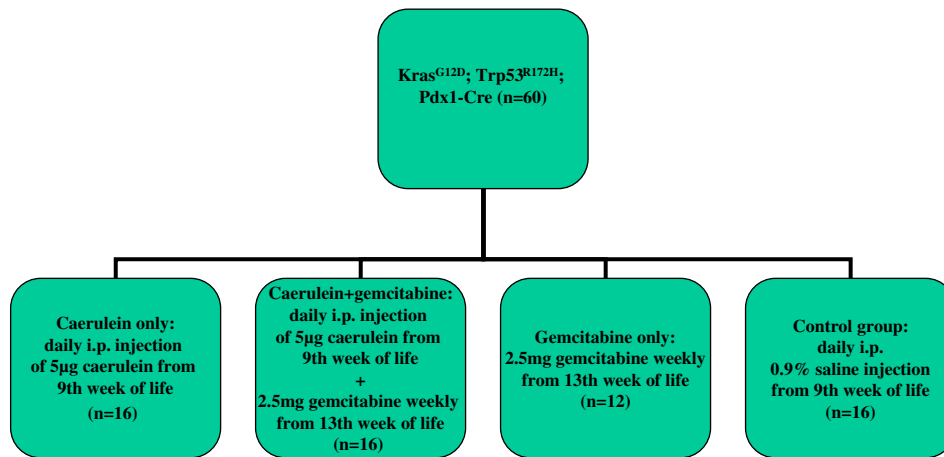 Kras^G12D; Trp53^R172H;
Pdx1-Cre (n=60)
Caerulein only:
daily i.p. injection
of 5µg caerulein from
9th week of life
(n=16)
Caerulein+gemcitabine:
daily i.p. injection
of 5µg caerulein from
9th week of life
+
2.5mg gemcitabine weekly
from 13th week of life
(n=16)
Gemcitabine only:
2.5mg gemcitabine weekly
from 13th week of life
(n=12)
Control group:
daily i.p.
0.9% saline injection
from 9th week of life
(n=16)